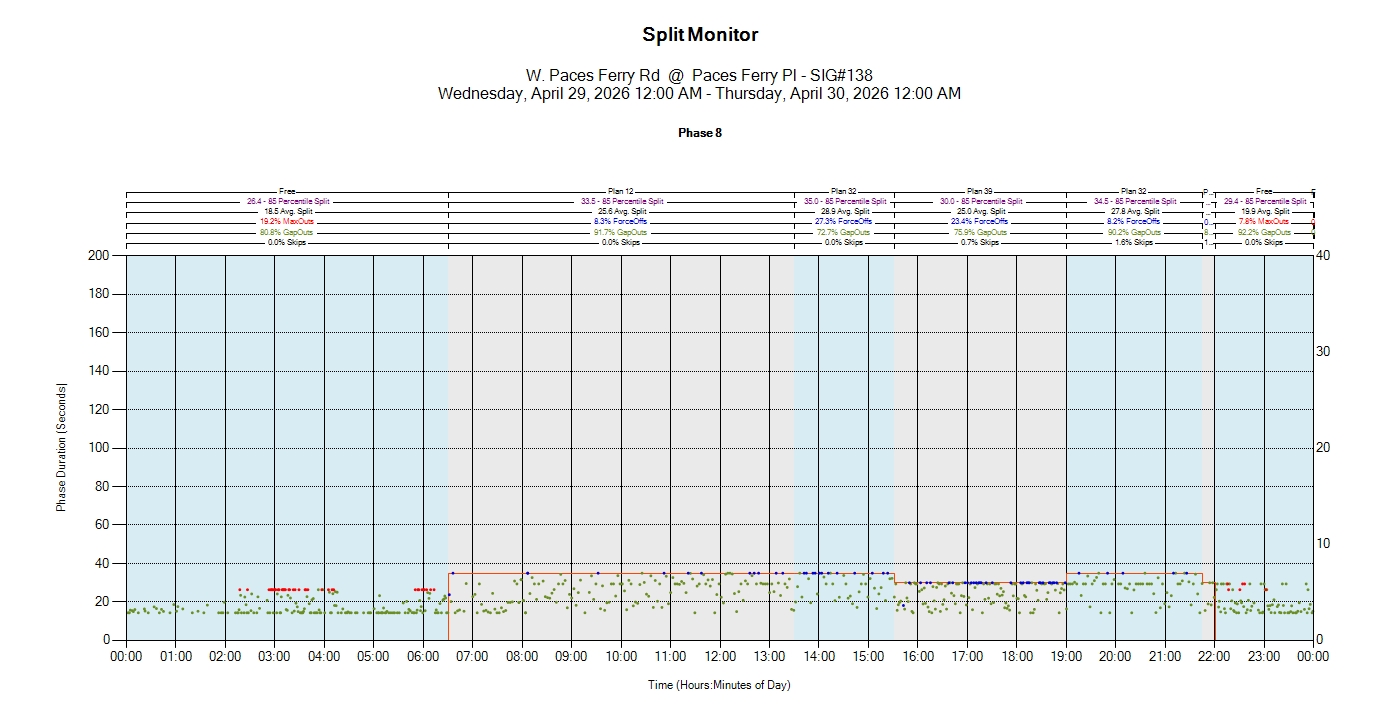 Split Monitor
W. Paces Ferry Rd @ Paces Ferry Pl - SIG#138
Wednesday, April 29, 2026 12:00 AM - Thursday, April 30, 2026 12:00 AM
Phase 8
Free Plan 12 Plan 32 Plan 39 Plan 32 P... Free F
26.4 - 85 Percentile Split 33.5 - 85 Percentile Split 35.0 - 85 Percentile Split 30.0 - 85 Percentile Split 34.5 - 85 Percentile Split ... 29.4 - 85 Percentile Split
18.5 Avg. Split 25.6 Avg. Split 28.9 Avg. Split 25.0 Avg. Split 27.8 Avg. Split ... 19.9 Avg. Split
19.2% MaxOuts 8.3% ForceOffs 27.3% ForceOffs 23.4% ForceOffs 8.2% ForceOffs 0... 7.8% MaxOuts
80.8% GapOuts 91.7% GapOuts 72.7% GapOuts 75.9% GapOuts 90.2% GapOuts 8... 92.2% GapOuts
0.0% Skips 0.0% Skips 0.0% Skips 0.7% Skips 1.6% Skips 1... 0.0% Skips
200 40
180
160
30
140
120
100 20
80
60
10
40
20
0 0
Phase Duration (Seconds)
00:00 01:00 02:00 03:00 04:00 05:00 06:00 07:00 08:00 09:00 10:00 11:00 12:00 13:00 14:00 15:00 16:00 17:00 18:00 19:00 20:00 21:00 22:00 23:00 00:00
Time (Hours:Minutes of Day)